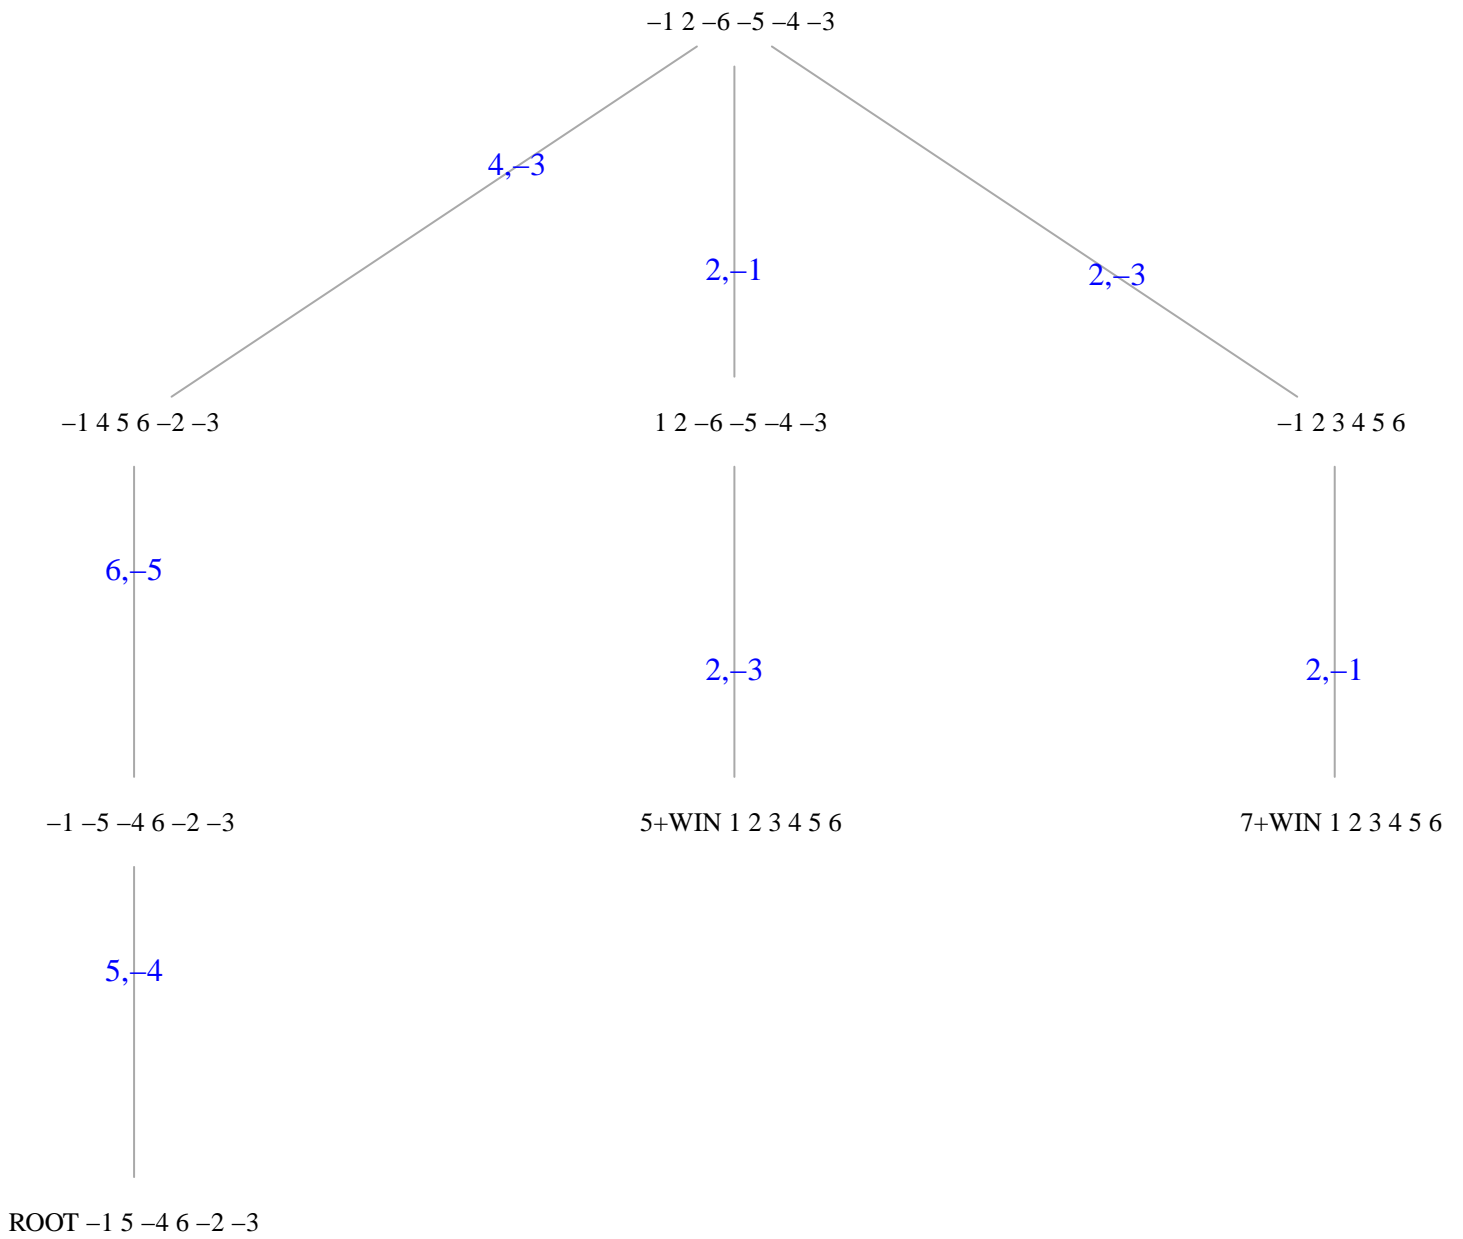 –1 2 –6 –5 –4 –3
4,–3
2,–1
2,–3
–1 4 5 6 –2 –3
1 2 –6 –5 –4 –3
–1 2 3 4 5 6
6,–5
2,–3
2,–1
–1 –5 –4 6 –2 –3
5+WIN 1 2 3 4 5 6
7+WIN 1 2 3 4 5 6
5,–4
ROOT –1 5 –4 6 –2 –3